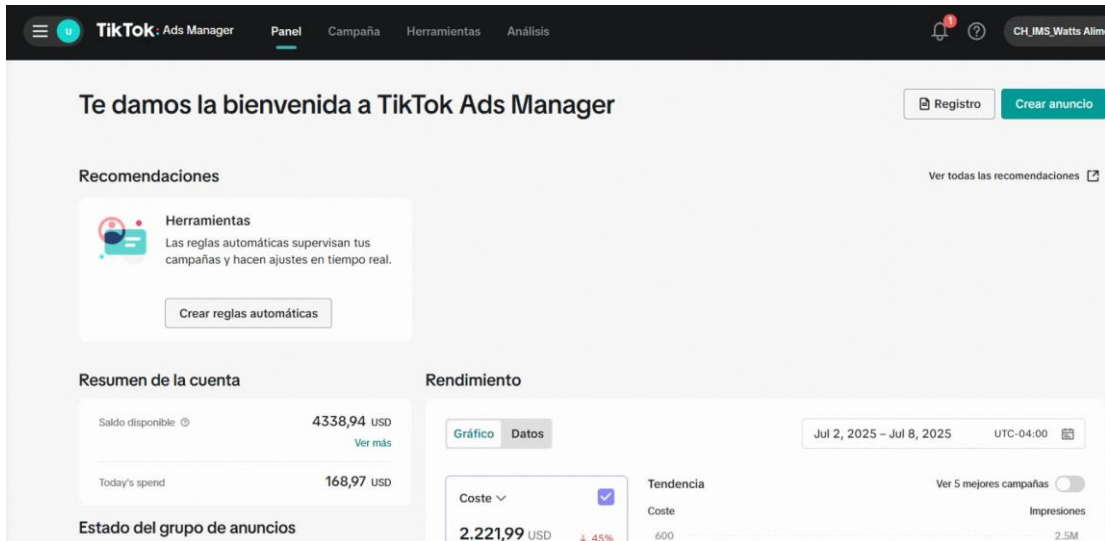 U TikTok: Ads Manager Panel Campaña Herramientas Análisis 1 CH_IMS_Watts Alim
Te damos la bienvenida a TikTok Ads Manager
Registro Crear anuncio
Recomendaciones
Ver todas las recomendaciones
Herramientas
Las reglas automáticas supervisan tus
campañas y hacen ajustes en tiempo real.
Crear reglas automáticas
Resumen de la cuenta
Saldo disponible 4338,94 USD
Ver más
Today's spend 168,97 USD
Estado del grupo de anuncios
Rendimiento
Gráfico Datos
Jul 2, 2025 – Jul 8, 2025 UTC-04:00
Coste
2.221,99 USD ↓ 45%
Tendencia Ver 5 mejores campañas
Coste Impresiones
600 2.5M